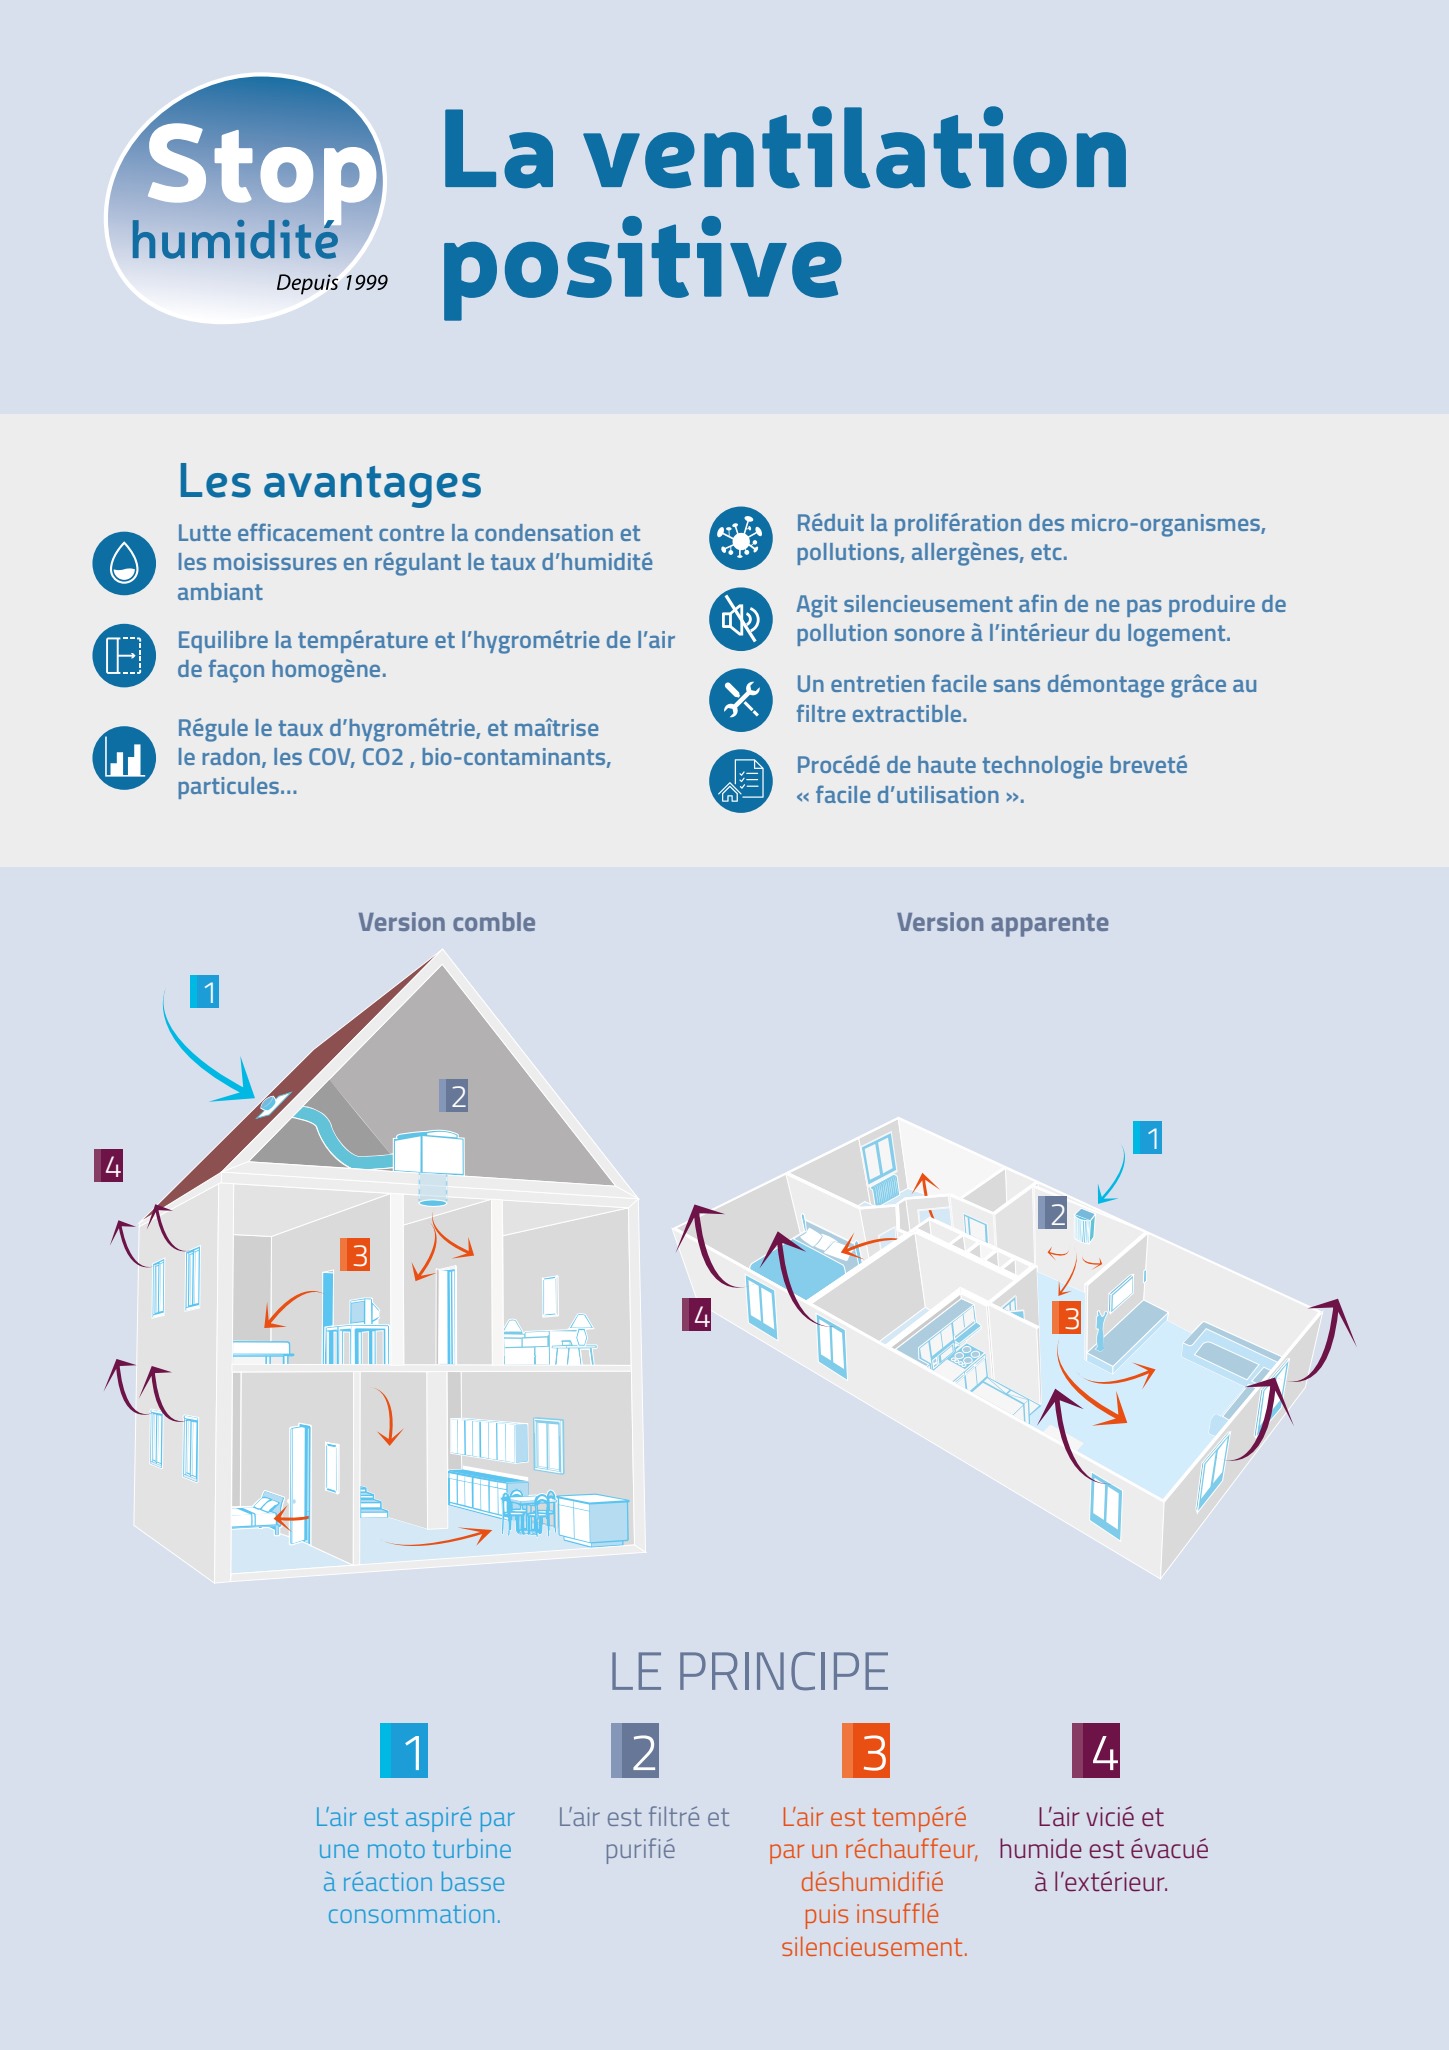 Stop
humidité
Depuis 1999
La ventilation
positive
Les avantages
Lutte efficacement contre la condensation et
les moisissures en régulant le taux d’humidité
ambiant
Equilibre la température et l’hygrométrie de l’air
de façon homogène.
Régule le taux d’hygrométrie, et maîtrise
le radon, les COV, CO2 , bio-contaminants,
particules...
Réduit la prolifération des micro-organismes,
pollutions, allergènes, etc.
Agit silencieusement afin de ne pas produire de
pollution sonore à l’intérieur du logement.
Un entretien facile sans démontage grâce au
filtre extractible.
Procédé de haute technologie breveté
« facile d’utilisation ».
Version comble
1
2
4
3
Version apparente
1
2
4
3
LE PRINCIPE
1
L’air est aspiré par
une moto turbine
à réaction basse
consommation.
2
L’air est filtré et
purifié
3
L’air est tempéré
par un réchauffeur,
déshumidifié
puis insufflé
silencieusement.
4
L’air vicié et
humide est évacué
à l’extérieur.